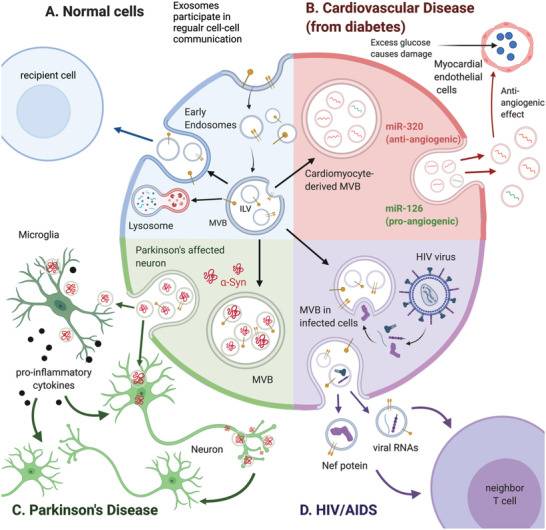 A. Normal cells
Exosomes
participate in
regualr cell-cell
communication
B. Cardiovascular Disease
(from diabetes)
recipient cell
Early
Endosomes
Lysosome
MVB
ILV
Cardiomyocyte-
derived MVB
miR-320
(anti-angiogenic)
miR-126
(pro-angiogenic)
Excess glucose
causes damage
Myocardial
endothelial
cells
Anti-
angiogenic
effect
Microglia
Parkinson's affected
neuron
α-Syn
MVB
pro-inflammatory
cytokines
Neuron
C. Parkinson's Disease
HIV virus
MVB in
infected cells
Nef potein
viral RNAs
neighbor
T cell
D. HIV/AIDS